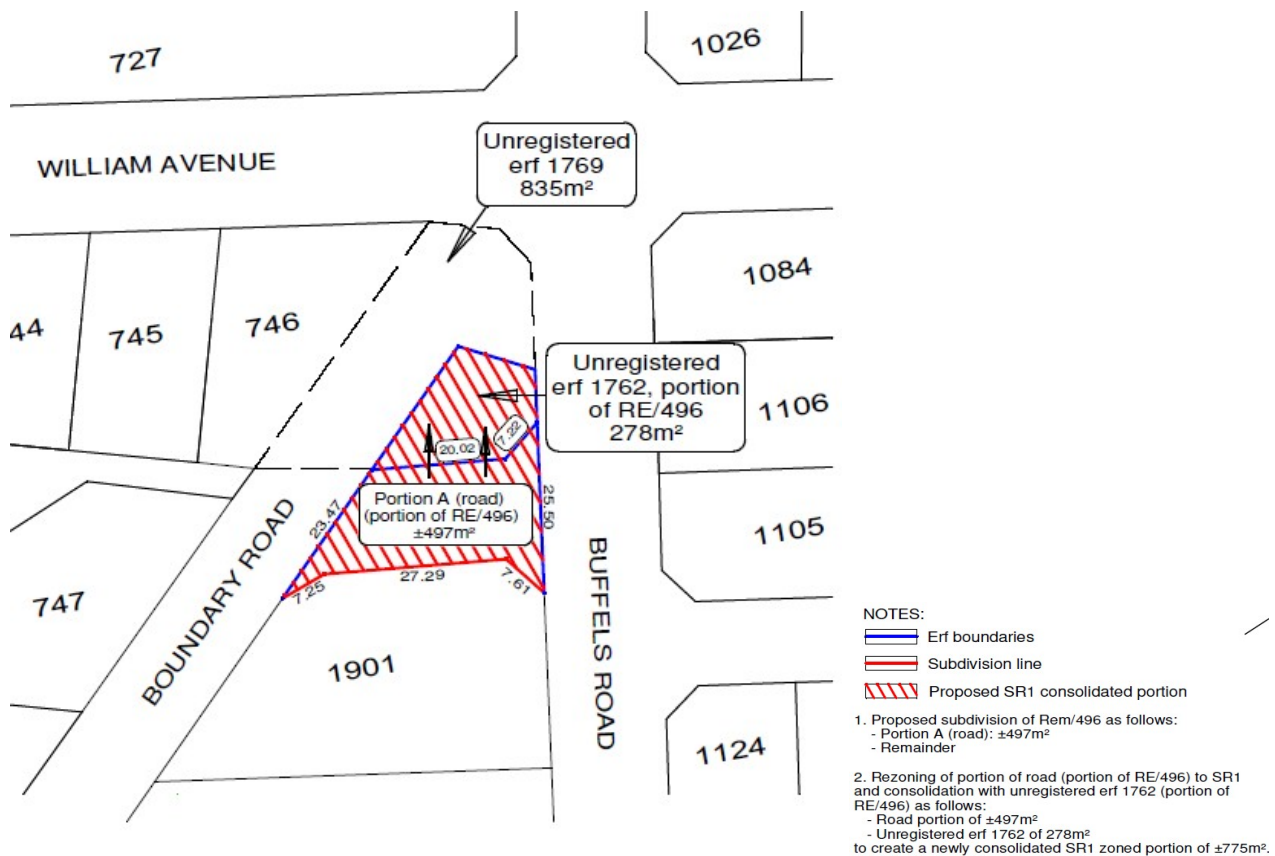 727
1026
WILLIAM AVENUE
Unregistered
erf 1769
835m²
1084
44
745
746
Unregistered
erf 1762, portion
of RE/496
278m²
1106
7.22
20.02
Portion A (road)
(portion of RE/496)
±497m²
23.47
25.50
1105
BOUNDARY ROAD
7.25
27.29
7.61
BUFFELS ROAD
747
1901
1124
NOTES:
Erf boundaries
Subdivision line
Proposed SR1 consolidated portion
1. Proposed subdivision of Rem/496 as follows:
- Portion A (road): ±497m²
- Remainder
2. Rezoning of portion of road (portion of RE/496) to SR1
and consolidation with unregistered erf 1762 (portion of
RE/496) as follows:
- Road portion of ±497m²
- Unregistered erf 1762 of 278m²
to create a newly consolidated SR1 zoned portion of ±775m².